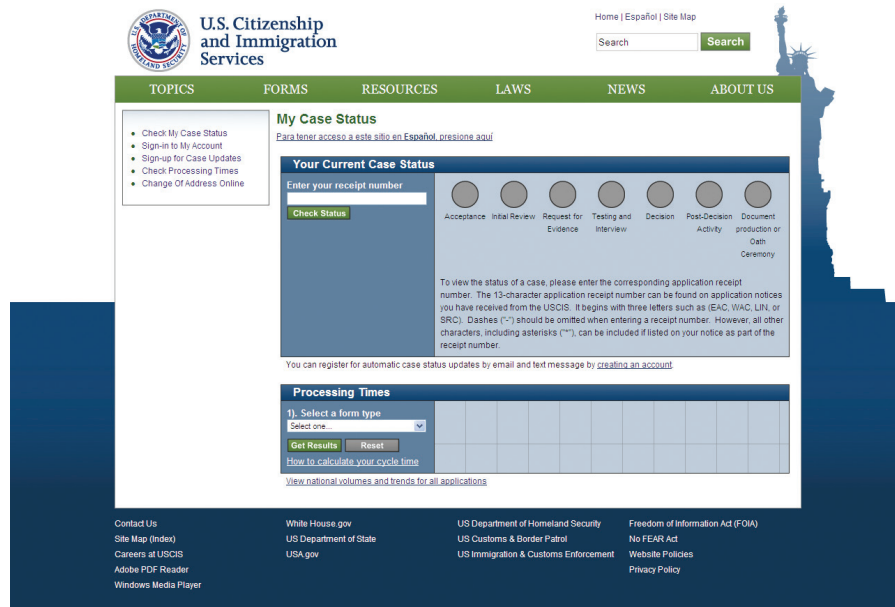 U.S. DEPARTMENT OF HOMELAND SECURITY
U.S. Citizenship
and Immigration
Services
Home | Español | Site Map
Search
Search
TOPICS
FORMS
RESOURCES
LAWS
NEWS
ABOUT US
Check My Case Status
Sign-in to My Account
Sign-up for Case Updates
Check Processing Times
Change Of Address Online
My Case Status
Para tener acceso a este sitio en Español, presione aquí
Your Current Case Status
Enter your receipt number
Check Status
Acceptance
Initial Review
Request for
Evidence
Testing and
Interview
Decision
Post-Decision
Activity
Document
production or
Oath
Ceremony
To view the status of a case, please enter the corresponding application receipt
number. The 13-character application receipt number can be found on application notices
you have received from the USCIS. It begins with three letters such as (EAC, WAC, LIN, or
SRC). Dashes ("-") should be omitted when entering a receipt number. However, all other
characters, including asterisks ("*"), can be included if listed on your notice as part of the
receipt number.
You can register for automatic case status updates by email and text message by creating an account.
Processing Times
1). Select a form type
Select one...
Get Results
Reset
How to calculate your cycle time
View national volumes and trends for all applications
Contact Us
Site Map (Index)
Careers at USCIS
Adobe PDF Reader
Windows Media Player
White House.gov
US Department of State
USA.gov
US Department of Homeland Security
US Customs & Border Patrol
US Immigration & Customs Enforcement
Freedom of Information Act (FOIA)
No FEAR Act
Website Policies
Privacy Policy